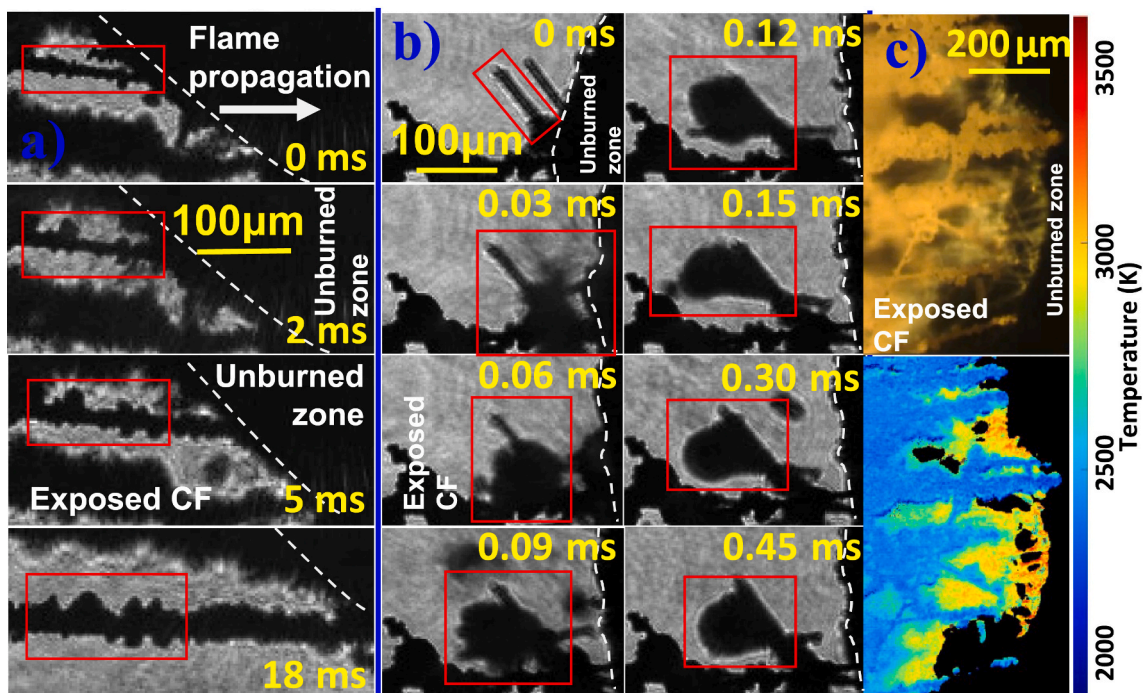 a)
Flame
propagation
0 ms
100µm
Unburned
zone
2 ms
Unburned
zone
Exposed CF
5 ms
18 ms
b)
0 ms
100µm
Unburned
zone
0.03 ms
Exposed
CF
0.06 ms
0.09 ms
0.12 ms
0.15 ms
0.30 ms
0.45 ms
c)
200 µm
Unburned zone
Exposed
CF
3500
3000
2500
2000
Temperature (K)